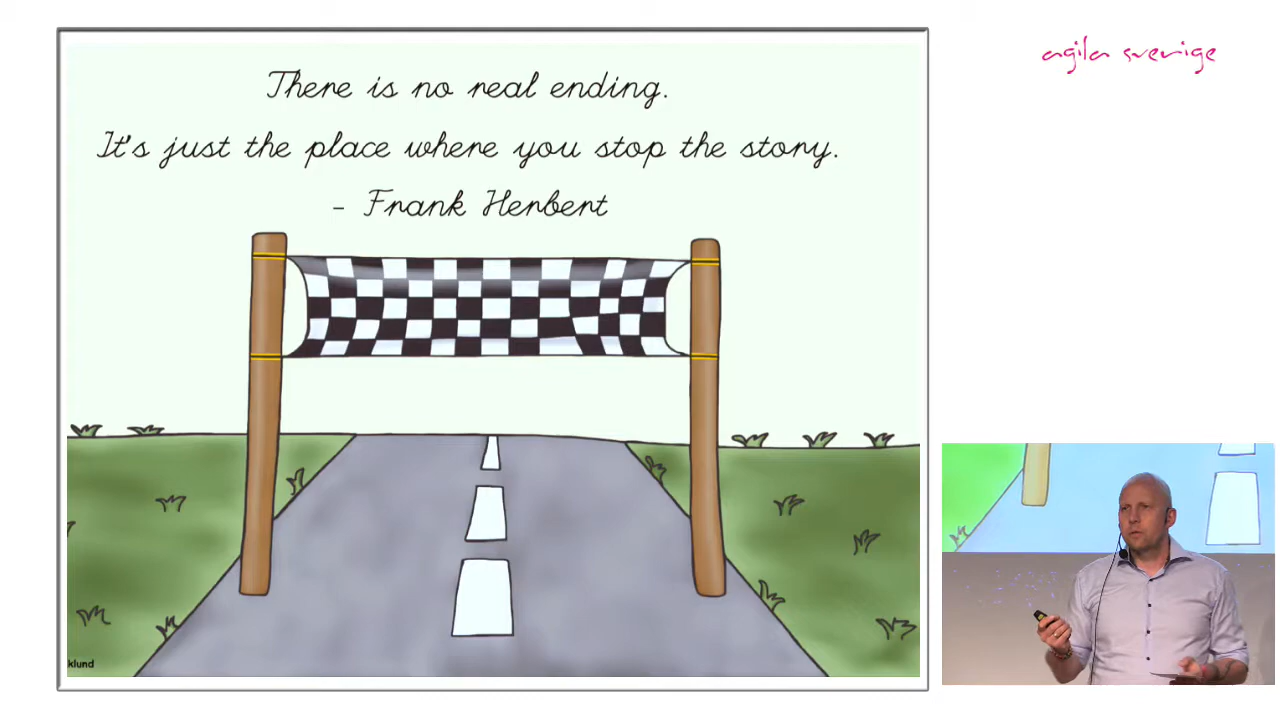 There is no real ending.
It's just the place where you stop the story.
- Frank Herbert
agila sverige
klund